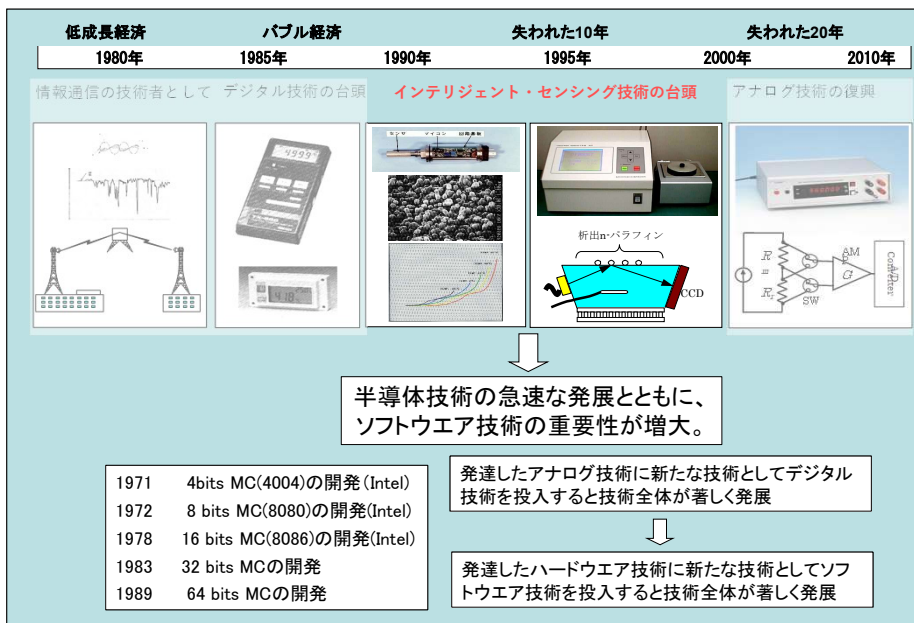 低成長経済
バブル経済
失われた10年
失われた20年
1980年
1985年
1990年
1995年
2000年
2010年
情報通信の技術者として
デジタル技術の台頭
インテリジェント・センシング技術の台頭
アナログ技術の復興
センサ
マイコン
4999
418
析出n-パラフィン
CCD
R
R
AM
G
SW
A/D
Converter
半導体技術の急速な発展とともに、
ソフトウエア技術の重要性が増大。
1971 4bits MC(4004)の開発(Intel)
1972 8 bits MC(8080)の開発(Intel)
1978 16 bits MC(8086)の開発(Intel)
1983 32 bits MCの開発
1989 64 bits MCの開発
発達したアナログ技術に新たな技術としてデジタル
技術を投入すると技術全体が著しく発展
発達したハードウエア技術に新たな技術としてソフ
トウエア技術を投入すると技術全体が著しく発展